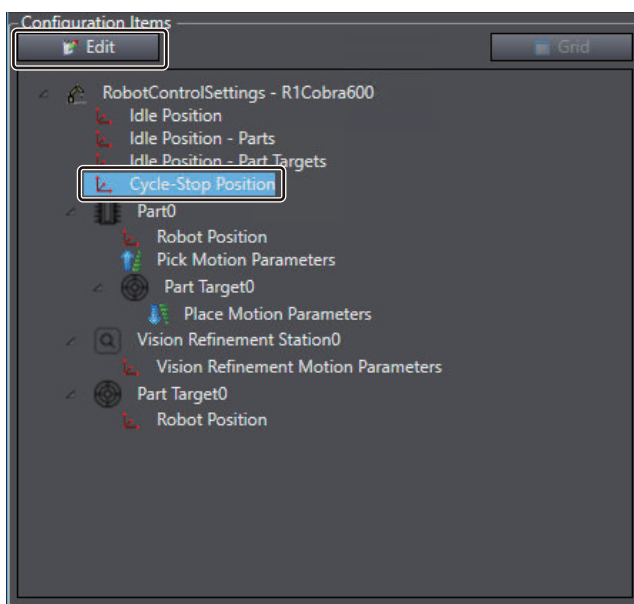 Configuration Items
Edit
Grid
RobotControlSettings - R1Cobra600
Idle Position
Idle Position - Parts
Idle Position - Part Targets
Cycle-Stop Position
Part0
Robot Position
Pick Motion Parameters
Part Target0
Place Motion Parameters
Vision Refinement Station0
Vision Refinement Motion Parameters
Part Target0
Robot Position